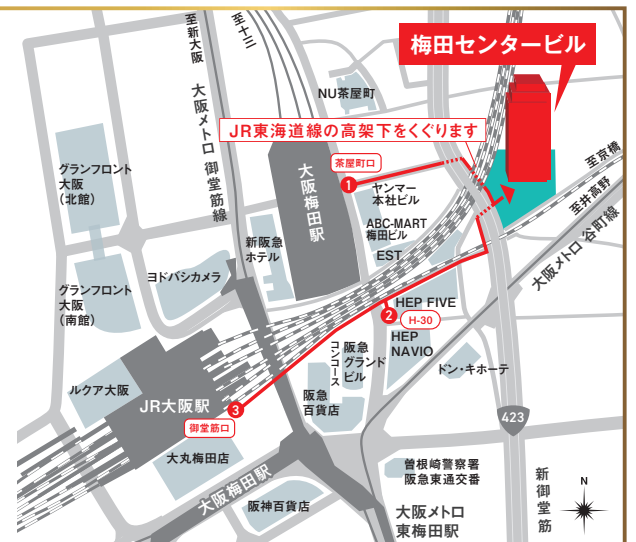 梅田センタービル
至新大阪
至十三
大阪メトロ 御堂筋線
NU茶屋町
JR東海道線の高架下をくぐります
茶屋町口
1
ヤンマー
本社ビル
至京橋
至井高野
グランフロント
大阪
(北館)
大阪梅田駅
ABC-MART
梅田ビル
EST
大阪メトロ 谷町線
新阪急
ホテル
ヨドバシカメラ
グランフロント
大阪
(南館)
HEP FIVE
2
H-30
HEP
NAVIO
コンコース
阪急
グランド
ビル
ドン・キホーテ
ルクア大阪
JR大阪駅
3
阪急
百貨店
御堂筋口
423
大丸梅田店
大阪梅田駅
曽根崎警察署
阪急東通交番
新御堂筋
N
阪神百貨店
大阪メトロ
東梅田駅